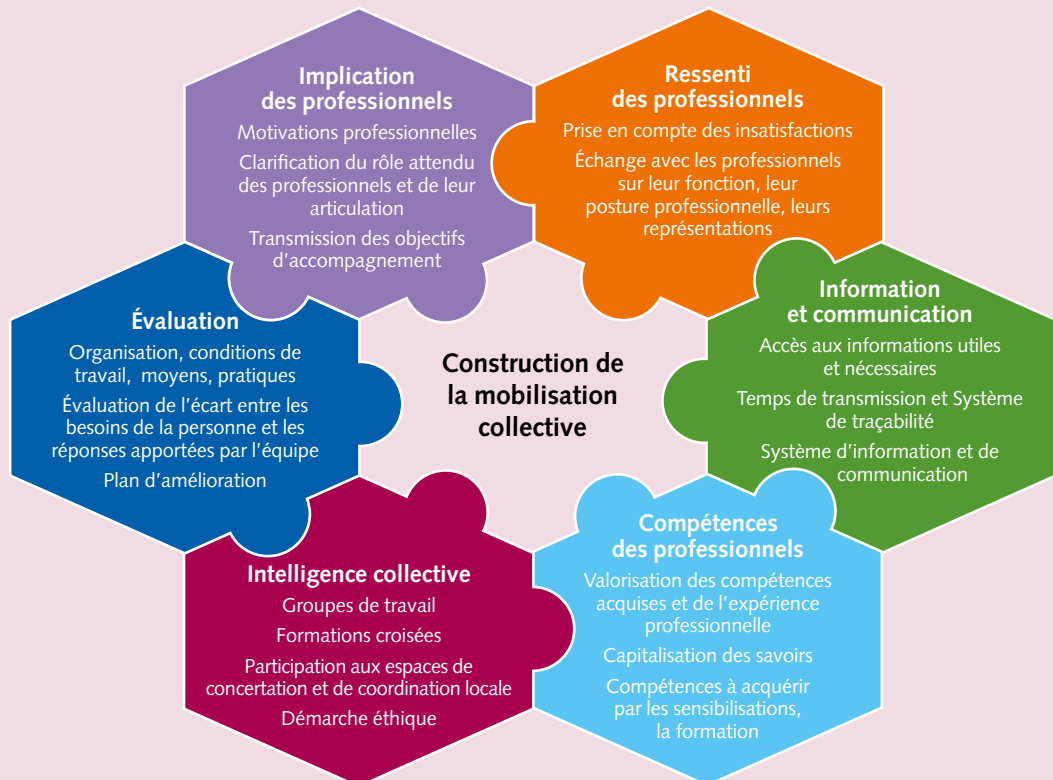 Implication
des professionnels
Motivations professionnelles
Clarification du rôle attendu
des professionnels et de leur
articulation
Transmission des objectifs
d'accompagnement
Ressenti
des professionnels
Prise en compte des insatisfactions
Échange avec les professionnels
sur leur fonction, leur
posture professionnelle, leurs
représentations
Évaluation
Organisation, conditions de
travail, moyens, pratiques
Évaluation de l'écart entre les
besoins de la personne et les
réponses apportées par l'équipe
Plan d'amélioration
Construction de
la mobilisation
collective
Information
et communication
Accès aux informations utiles
et nécessaires
Temps de transmission et Système
de traçabilité
Système d'information et de
communication
Intelligence collective
Groupes de travail
Formations croisées
Participation aux espaces de
concertation et de coordination locale
Démarche éthique
Compétences
des professionnels
Valorisation des compétences
acquises et de l'expérience
professionnelle
Capitalisation des savoirs
Compétences à acquérir
par les sensibilisations,
la formation